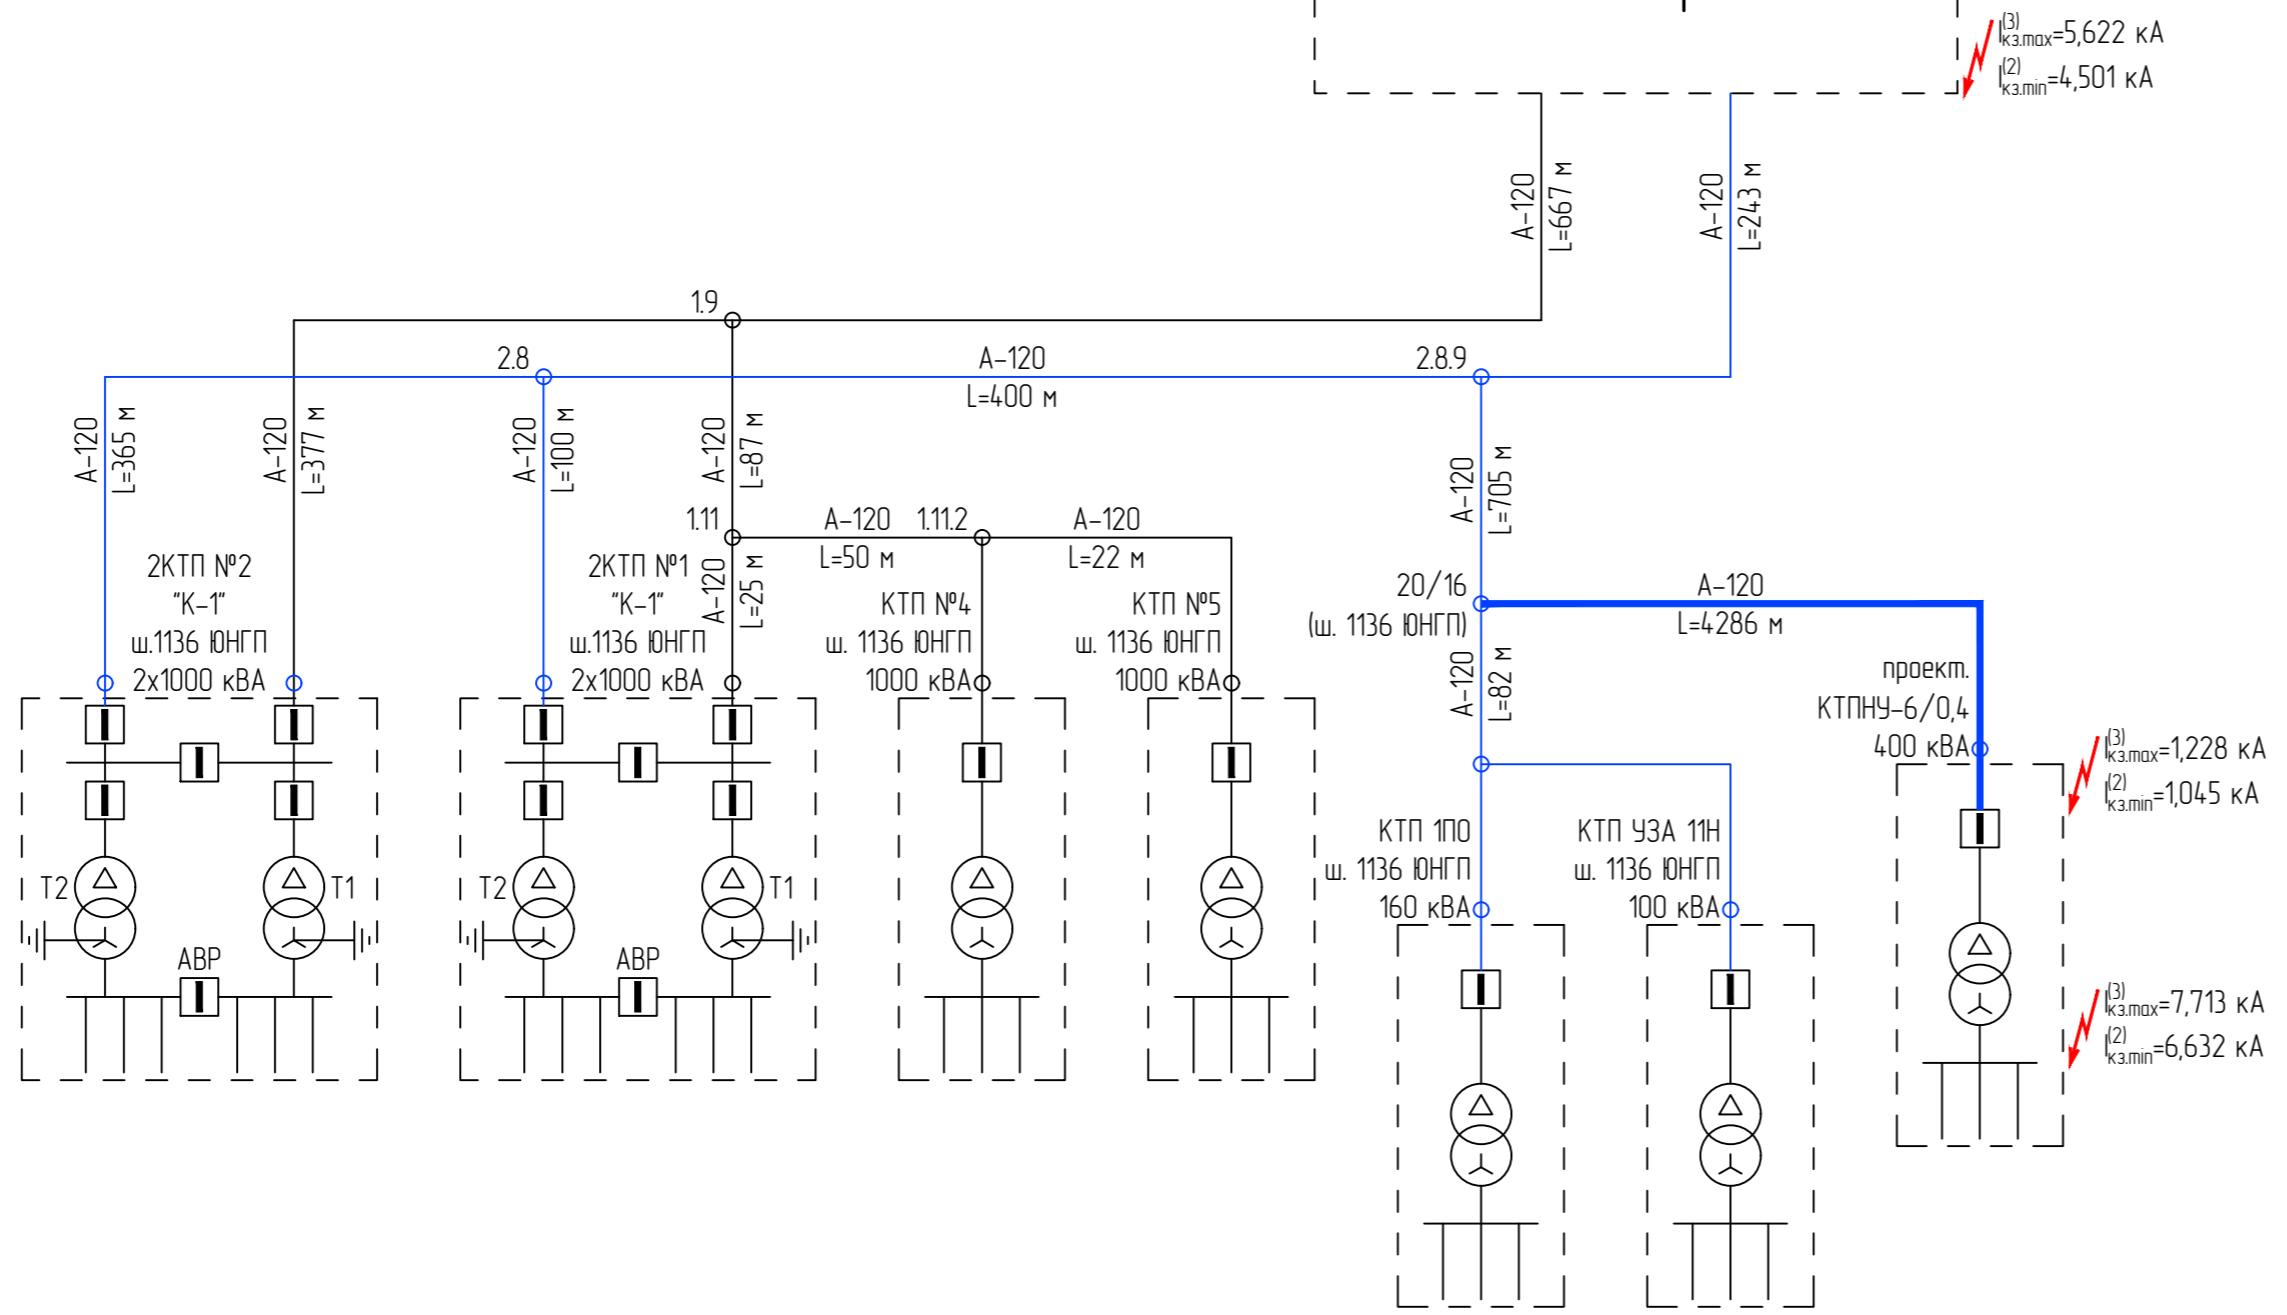 I(3)кз.max=5,622 кА
I(2)кз.min=4,501 кА
А-120
L=667 м
А-120
L=243 м
1.9
2.8
А-120
L=400 м
2.8.9
А-120
L=365 м
А-120
L=377 м
А-120
L=100 м
А-120
L=87 м
А-120
L=705 м
1.11
А-120
L=50 м
1.11.2
А-120
L=22 м
А-120
L=25 м
2КТП №2
"К-1"
ш.1136 ЮНГП
2х1000 кВА
2КТП №1
"К-1"
ш.1136 ЮНГП
2х1000 кВА
КТП №4
ш. 1136 ЮНГП
1000 кВА
КТП №5
ш. 1136 ЮНГП
1000 кВА
20/16
(ш. 1136 ЮНГП)
А-120
L=4286 м
А-120
L=82 м
проект.
КТПНУ-6/0,4
400 кВА
I(3)кз.max=1,228 кА
I(2)кз.min=1,045 кА
КТП 1ПО
ш. 1136 ЮНГП
160 кВА
КТП УЗА 11Н
ш. 1136 ЮНГП
100 кВА
Т2
Т1
Т2
Т1
АВР
АВР
I(3)кз.max=7,713 кА
I(2)кз.min=6,632 кА